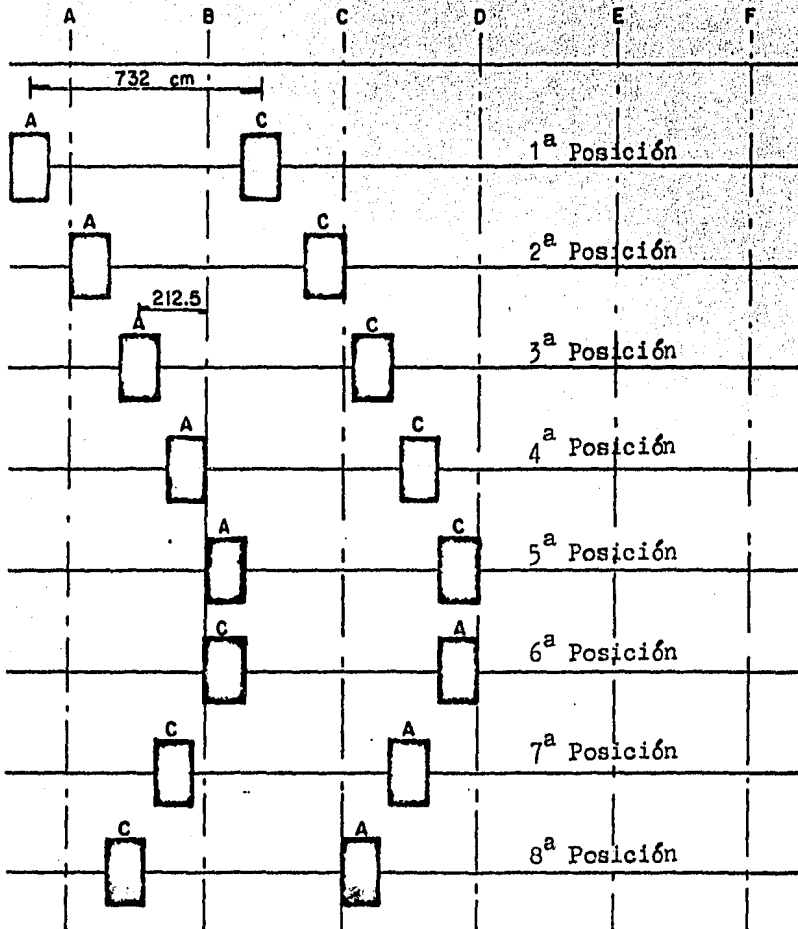 A B C D E F
732 cm
A C
1ª Posición
A C
2ª Posición
212.5
A C
3ª Posición
A C
4ª Posición
A C
5ª Posición
C A
6ª Posición
C A
7ª Posición
C A
8ª Posición